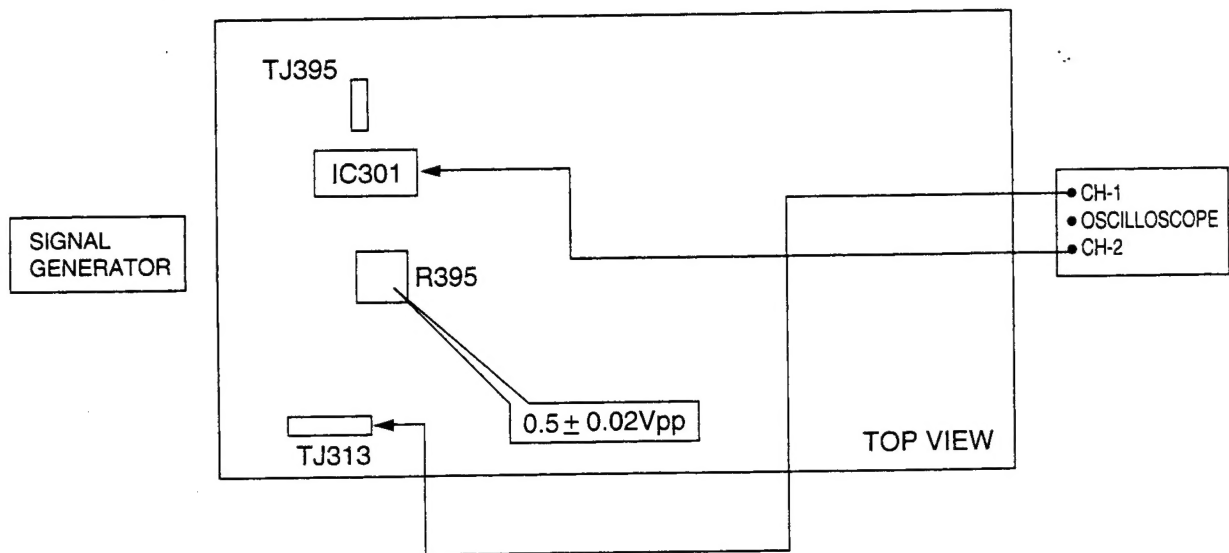 TJ395
IC301
CH-1
OSCILLOSCOPE
CH-2
SIGNAL
GENERATOR
R395
0.5 ± 0.02Vpp
TJ313
TOP VIEW